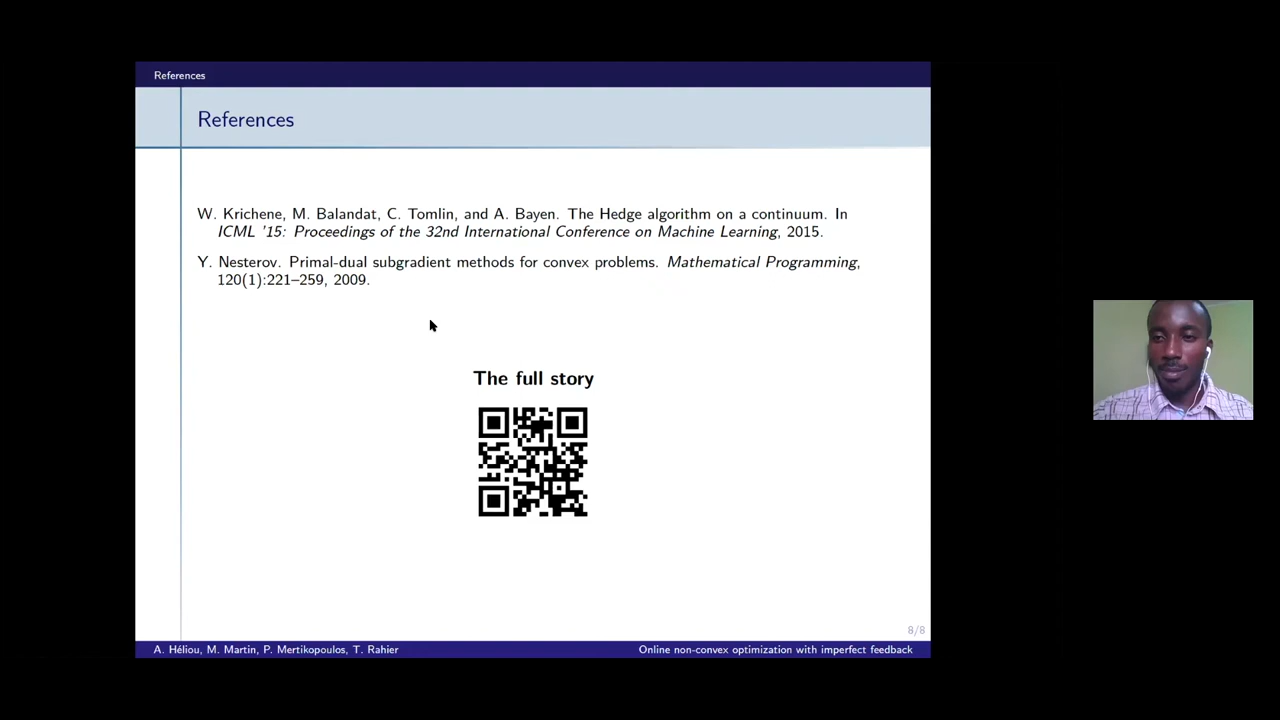 References
References
W. Krichene, M. Balandat, C. Tomlin, and A. Bayen. The Hedge algorithm on a continuum. In
ICML '15: Proceedings of the 32nd International Conference on Machine Learning, 2015.
Y. Nesterov. Primal-dual subgradient methods for convex problems. Mathematical Programming,
120(1):221–259, 2009.
The full story
8/8
A. Héliou, M. Martin, P. Mertikopoulos, T. Rahier
Online non-convex optimization with imperfect feedback